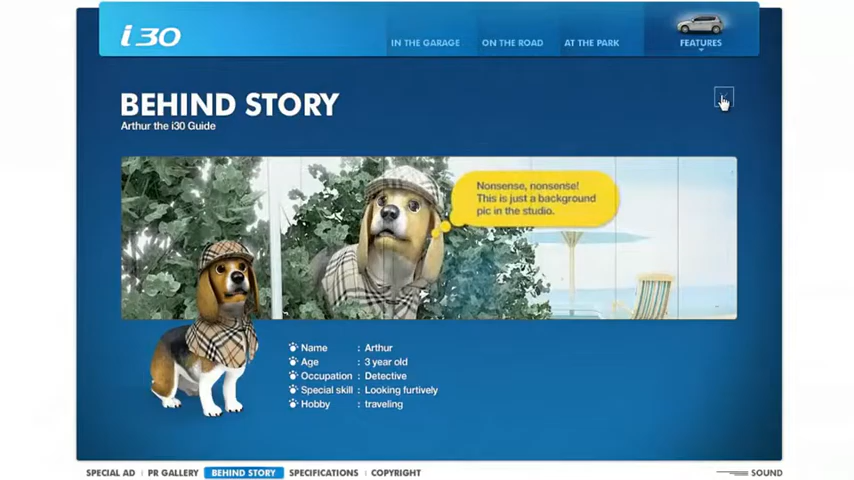 i30
IN THE GARAGE
ON THE ROAD
AT THE PARK
FEATURES
BEHIND STORY
Arthur the i30 Guide
Nonsense, nonsense!
This is just a background
pic in the studio.
Name : Arthur
Age : 3 year old
Occupation : Detective
Special skill : Looking furtively
Hobby : traveling
SPECIAL AD
PR GALLERY
BEHIND STORY
SPECIFICATIONS
COPYRIGHT
SOUND